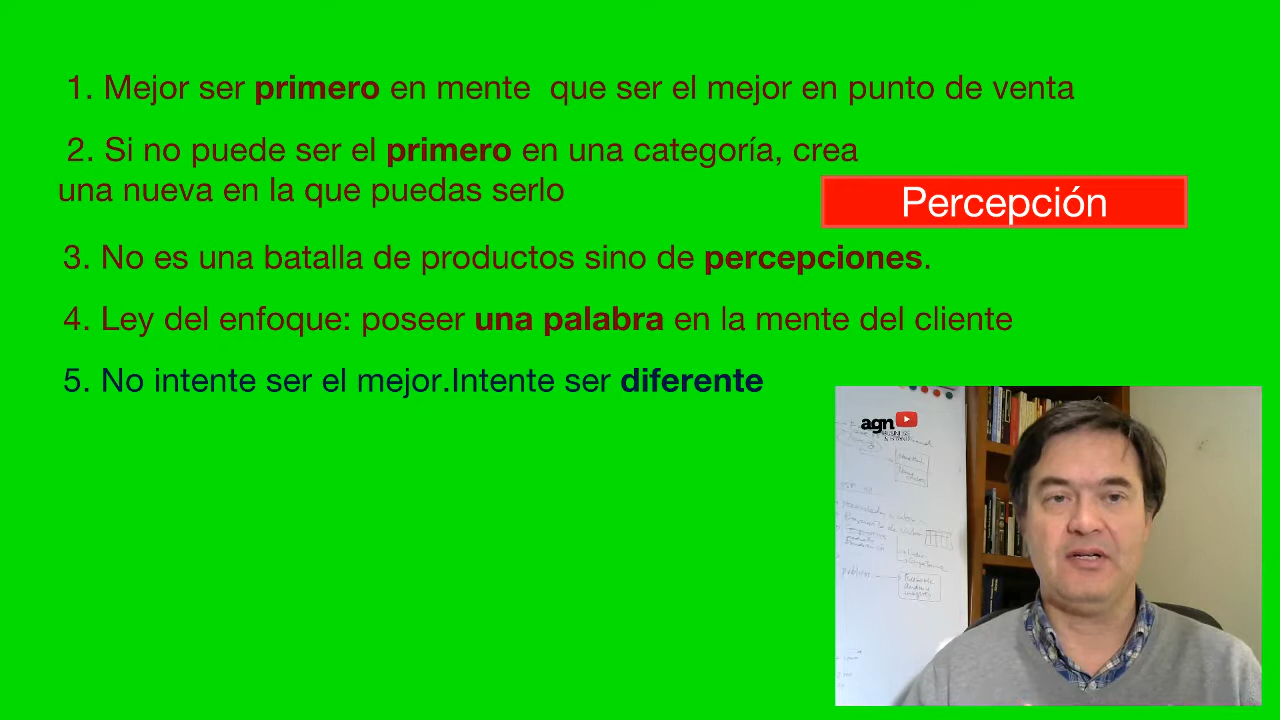 1. Mejor ser primero en mente  que ser el mejor en punto de venta
2. Si no puede ser el primero en una categoría, crea
una nueva en la que puedas serlo
Percepción
3. No es una batalla de productos sino de percepciones.
4. Ley del enfoque: poseer una palabra en la mente del cliente
5. No intente ser el mejor.Intente ser diferente
agn